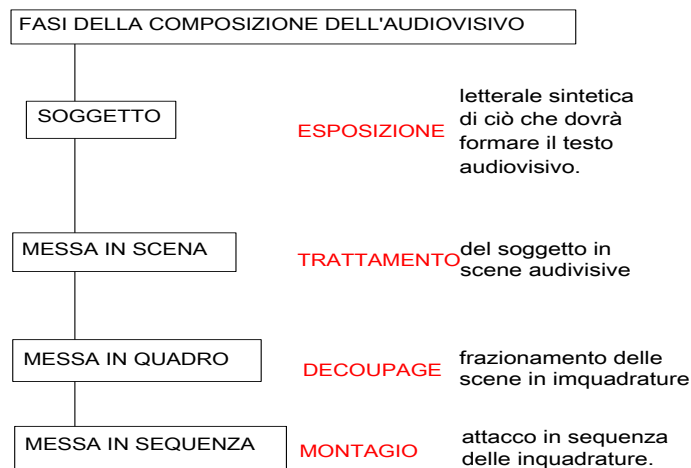 FASI DELLA COMPOSIZIONE DELL'AUDIOVISIVO
SOGGETTO
ESPOSIZIONE
letterale sintetica
di ciò che dovrà
formare il testo
audiovisivo.
MESSA IN SCENA
TRATTAMENTO
del soggetto in
scene audivisive
MESSA IN QUADRO
DECOUPAGE
frazionamento delle
scene in imquadrature
MESSA IN SEQUENZA
MONTAGIO
attacco in sequenza
delle inquadrature.